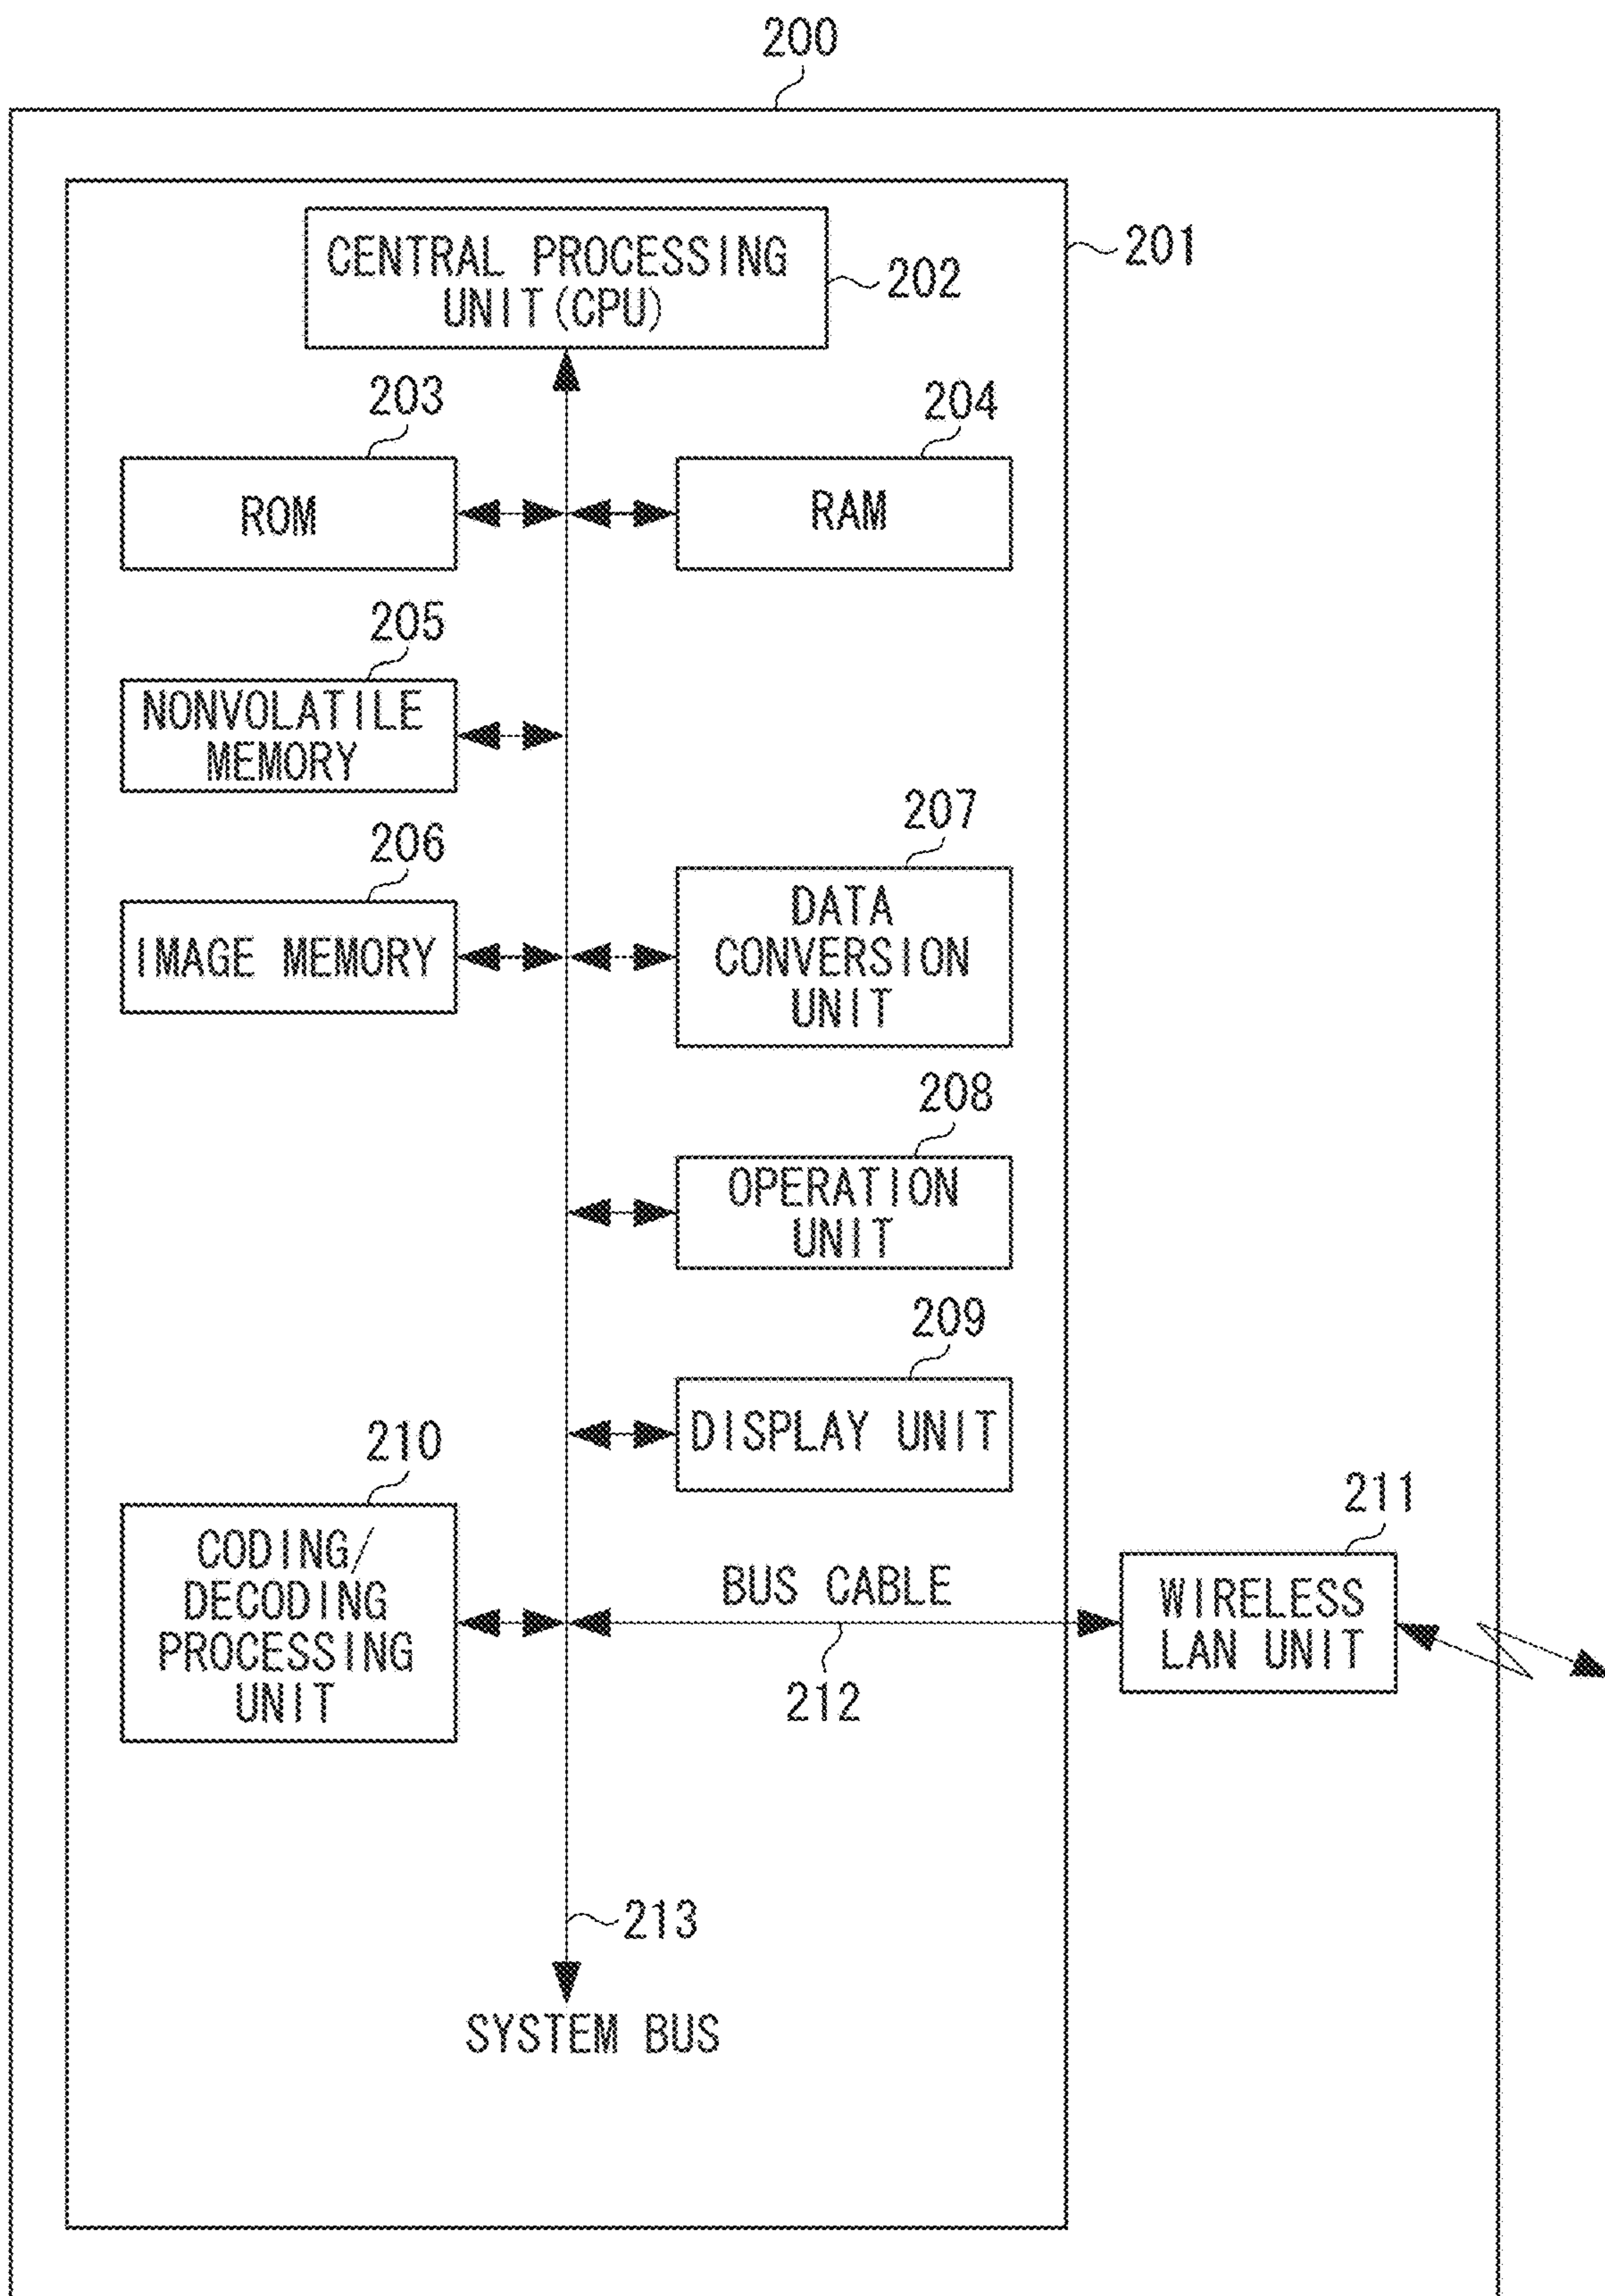 200
201
CENTRAL PROCESSING
UNIT(CPU)
202
203
204
ROM
RAM
205
NONVOLATILE
MEMORY
206
207
IMAGE MEMORY
DATA
CONVERSION
UNIT
208
OPERATION
UNIT
209
DISPLAY UNIT
210
211
CODING/
DECODING
PROCESSING
UNIT
BUS CABLE
212
WIRELESS
LAN UNIT
213
SYSTEM BUS